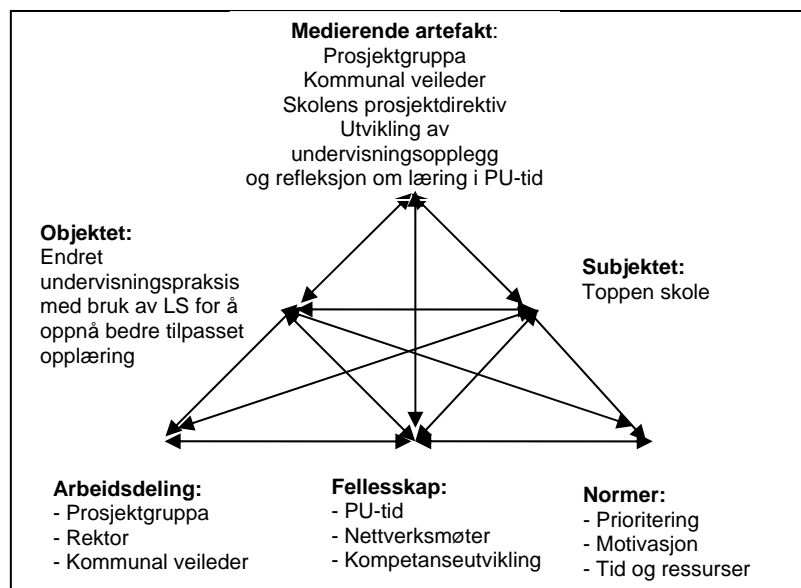 Medierende artefakt:
Prosjektgruppa
Kommunal veileder
Skolens prosjektdirektiv
Utvikling av
undervisningsopplegg
og refleksjon om læring i PU-tid
Objektet:
Endret
undervisningspraksis
med bruk av LS for å
oppnå bedre tilpasset
opplæring
Subjektet:
Toppen skole
Arbeidsdeling:
- Prosjektgruppa
- Rektor
- Kommunal veileder
Fellesskap:
- PU-tid
- Nettverksmøter
- Kompetanseutvikling
Normer:
- Prioritering
- Motivasjon
- Tid og ressurser